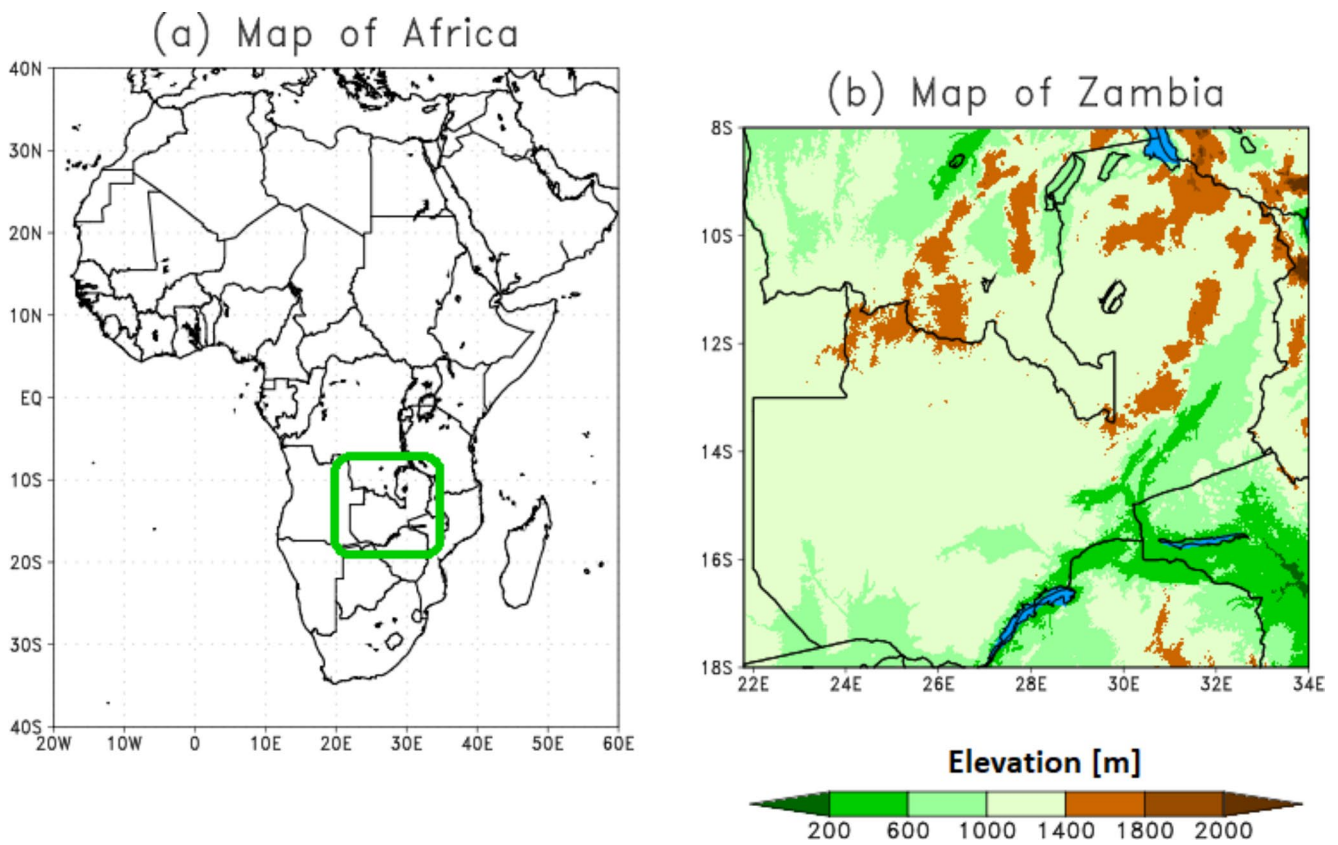 (a) Map of Africa
40N
30N
20N
10N
EQ
10S
20S
30S
40S
20W 10W 0 10E 20E 30E 40E 50E 60E
(b) Map of Zambia
8S
10S
12S
14S
16S
18S
22E 24E 26E 28E 30E 32E 34E
Elevation [m]
200 600 1000 1400 1800 2000